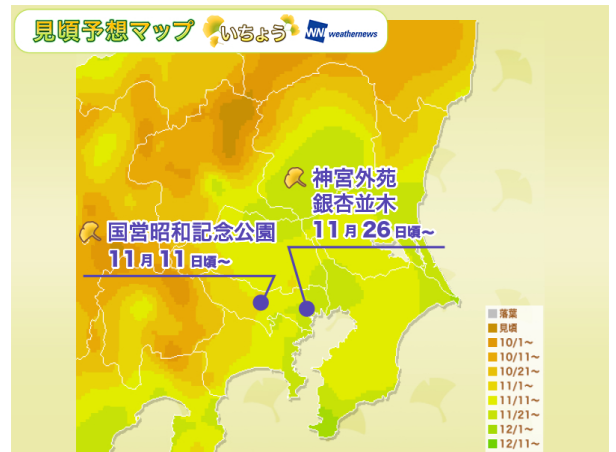 見頃予想マップ いちょう WNI weathernews
神宮外苑
銀杏並木
11月26日頃~
国営昭和記念公園
11月11日頃~
落葉
見頃
10/1~
10/11~
10/21~
11/1~
11/11~
11/21~
12/1~
12/11~